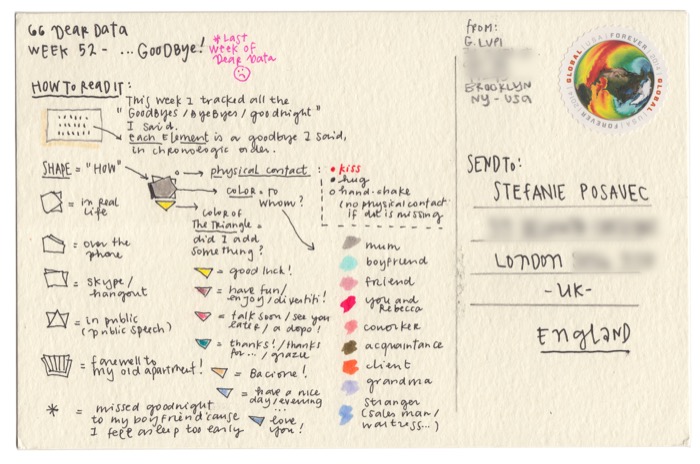 GG DEAR DATA
WEEK 52 - ... GOODBYE!
* LAST
WEEK OF
DEAR DATA
HOW TO READ IT:
This week I tracked all the
"GOODBYES / BYEBYES / goodnight"
I said.
each element is a goodbye I said,
in chronologic order.
SHAPE = "HOW"
= in real
life
= over the
phone
= skype/
hangout
= in public
(public speech)
= farewell to
my old apartment!
* = missed goodnight
to my boyfriend 'cause
I fell asleep too early
physical contact:
• kiss
• hug
o hand-shake
(no physical contact
if dot is missing
COLOR = TO
WHOM?
COLOR OF
The TRIANGLE =
did I add
something?
= good luck!
= have fun/
enjoy / divertiti!
= talk soon / see you
later / a dopo!
= thanks! / thanks
for... / grazie
= Bacione!
= have a nice
day / evening
...
= love
you!
mum
boyfriend
friend
you and
Rebecca
coworker
acquaintance
client
grandma
stranger
(salesman/
waitress...)
FROM:
G. LUPI
BROOKLYN
NY - USA
GLOBAL USA FOREVER
SEND TO:
STEFANIE POSAVEC
LONDON
- UK -
ENGLAND